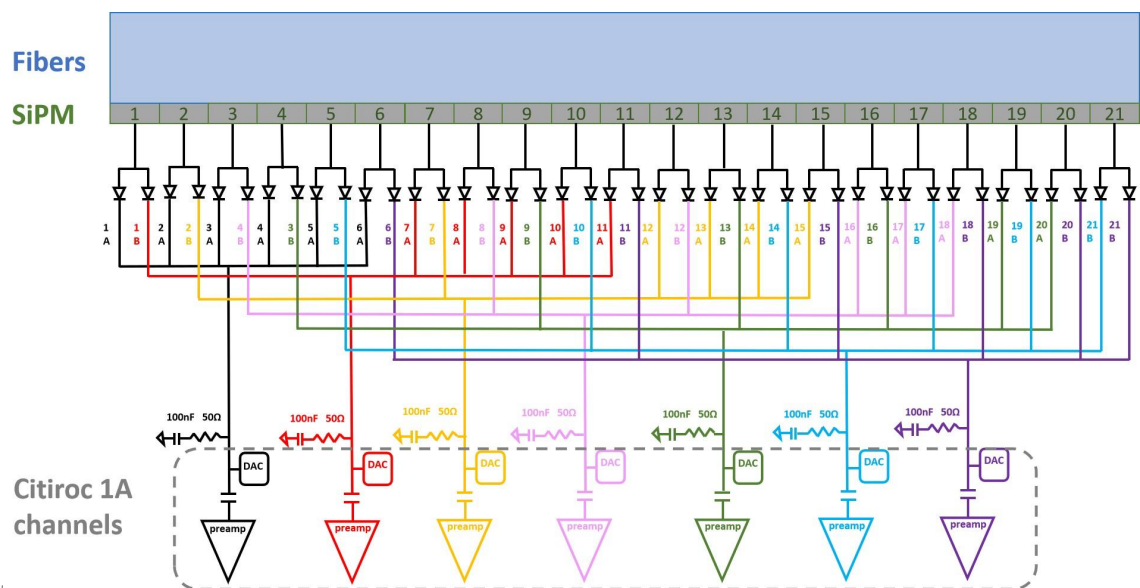 Fibers
SiPM
1 2 3 4 5 6 7 8 9 10 11 12 13 14 15 16 17 18 19 20 21
1 1 2 2 3 4 4 3 5 5 6 6 7 7 8 8 9 9 10 10 11 11 12 12 13 13 14 14 15 15 16 16 17 17 18 18 19 19 20 20 21 21
A B A B A B A B A B A B A B A B A B A B A B A B A B A B A B A B A B A B A B A B B B
100nF 50Ω 100nF 50Ω 100nF 50Ω 100nF 50Ω 100nF 50Ω 100nF 50Ω 100nF 50Ω
DAC DAC DAC DAC DAC DAC DAC
Citiroc 1A
channels
preamp preamp preamp preamp preamp preamp preamp